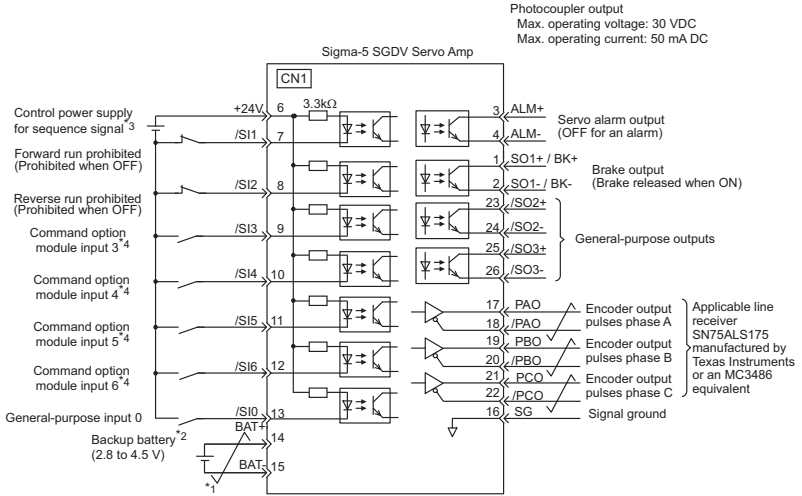 Photocoupler output
Max. operating voltage: 30 VDC
Max. operating current: 50 mA DC
Sigma-5 SGDV Servo Amp
CN1
Control power supply
for sequence signal*3
+24V 6 3.3kΩ
/SI1 7
Forward run prohibited
(Prohibited when OFF)
/SI2 8
Reverse run prohibited
(Prohibited when OFF)
/SI3 9
Command option
module input 3*4
/SI4 10
Command option
module input 4*4
/SI5 11
Command option
module input 5*4
/SI6 12
Command option
module input 6*4
General-purpose input 0
/SI0 13
Backup battery*2
(2.8 to 4.5 V)
BAT+ 14
BAT- 15
*1
3 ALM+
4 ALM-
Servo alarm output
(OFF for an alarm)
1 SO1+ / BK+
2 SO1- / BK-
Brake output
(Brake released when ON)
23 /SO2+
24 /SO2-
25 /SO3+
26 /SO3-
General-purpose outputs
17 PAO
18 /PAO
Encoder output
pulses phase A
19 PBO
20 /PBO
Encoder output
pulses phase B
21 PCO
22 /PCO
Encoder output
pulses phase C
Applicable line
receiver
SN75ALS175
manufactured by
Texas Instruments
or an MC3486
equivalent
16 SG
Signal ground